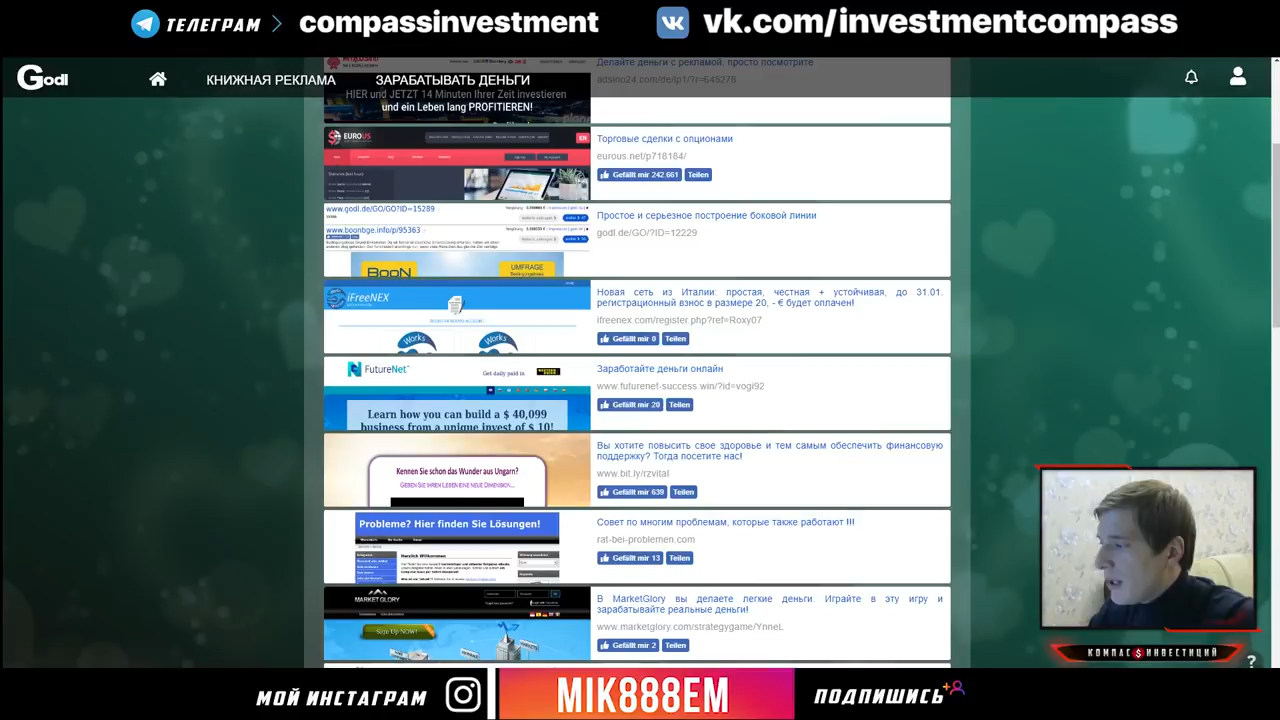 ТЕЛЕГРАМ > compassinvestment
vk.com/investmentcompass
Godl
КНИЖНАЯ РЕКЛАМА
ЗАРАБАТЫВАТЬ ДЕНЬГИ
Делайте деньги с рекламой, просто посмотрите
adsino24.com/de/lp1/?r=649278
HIER und JETZT 14 Minuten Ihrer Zeit investieren
und ein Leben lang PROFITIEREN!
EUROUS
EN
Торговые сделки с опционами
eurous.net/p718184/
Gefällt mir 242.661 Teilen
www.godl.de/GO/GO?ID=15289
www.boonbge.info/p/95363
BOON
UMFRAGE
Простое и серьезное построение боковой линии
godl.de/GO/?ID=12229
iFreeNEX
Works
Works
Новая сеть из Италии: простая, честная + устойчивая, до 31.01.
регистрационный взнос в размере 20, - € будет оплачен!
ifreenex.com/register.php?ref=Roxy07
Gefällt mir 0 Teilen
FutureNet
Get daily paid in
Learn how you can build a $ 40,099
business from a unique invest of $ 10!
Заработайте деньги онлайн
www.futurenet-success.win/?id=vogi92
Gefällt mir 20 Teilen
Kennen Sie schon das Wunder aus Ungarn?
GEBEN SIE IHREM LEBEN EINE NEUE DIMENSION...
Вы хотите повысить свое здоровье и тем самым обеспечить финансовую
поддержку? Тогда посетите нас!
www.bit.ly/rzvital
Gefällt mir 639 Teilen
Probleme? Hier finden Sie Lösungen!
Herzlich Willkommen
Совет по многим проблемам, которые также работают !!!
rat-bei-problemen.com
Gefällt mir 13 Teilen
MARKETGLORY
Sign Up NOW!
В MarketGlory вы делаете легкие деньги. Играйте в эту игру и
зарабатывайте реальные деньги!
www.marketglory.com/strategygame/YnneL
Gefällt mir 2 Teilen
КОМПАС $ ИНВЕСТИЦИЙ
?
МОЙ ИНСТАГРАМ
MIK888EM
ПОДПИШИСЬ